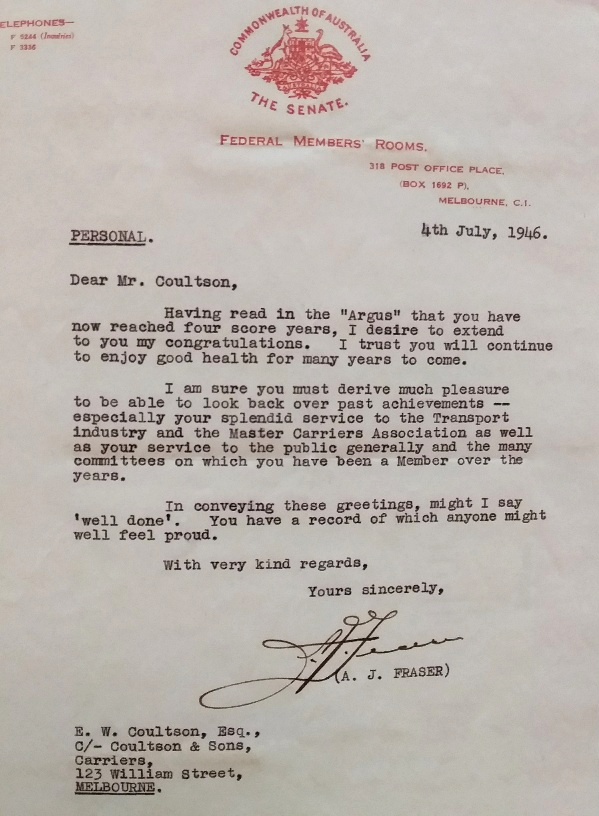 ELEPHONES—
F 5244 (Inquiries)
F 5336
COMMONWEALTH OF AUSTRALIA
AUSTRALIA
THE SENATE.
FEDERAL MEMBERS' ROOMS,
318 POST OFFICE PLACE,
(BOX 1692 P),
MELBOURNE, C.I.
PERSONAL.
4th July, 1946.
Dear Mr. Coultson,
Having read in the "Argus" that you have
now reached four score years, I desire to extend
to you my congratulations. I trust you will continue
to enjoy good health for many years to come.
I am sure you must derive much pleasure
to be able to look back over past achievements --
especially your splendid service to the Transport
industry and the Master Carriers Association as well
as your service to the public generally and the many
committees on which you have been a Member over the
years.
In conveying these greetings, might I say
'well done'. You have a record of which anyone might
well feel proud.
With very kind regards,
Yours sincerely,
(A. J. FRASER)
E. W. Coultson, Esq.,
C/- Coultson & Sons,
Carriers,
123 William Street,
MELBOURNE.